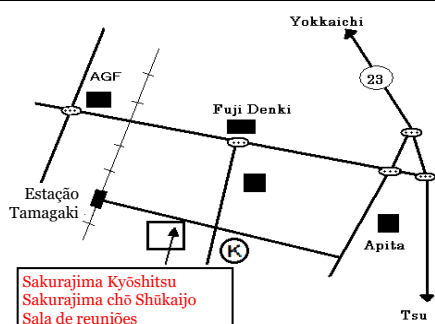 Yokkaichi
23
AGF
Fuji Denki
Estação
Tamagaki
K
Apita
Sakurajima Kyōshitsu
Sakurajima chō Shūkaijo
Sala de reuniões
Tsu